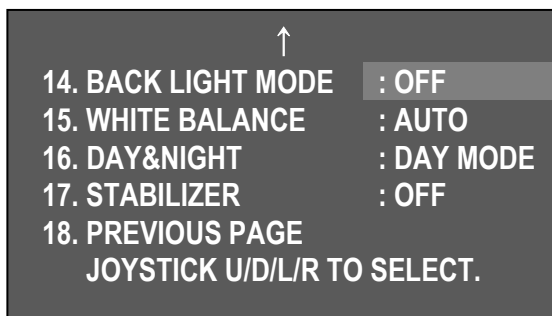 ↑
14. BACK LIGHT MODE : OFF
15. WHITE BALANCE : AUTO
16. DAY&NIGHT : DAY MODE
17. STABILIZER : OFF
18. PREVIOUS PAGE
JOYSTICK U/D/L/R TO SELECT.